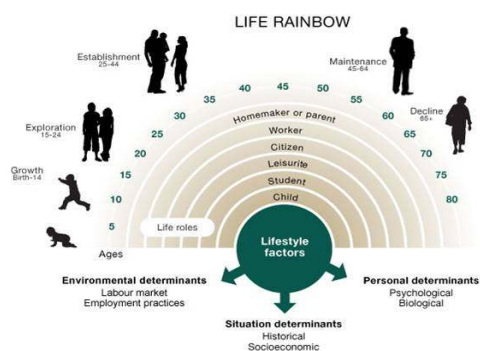 LIFE RAINBOW
Establishment
25-44
Maintenance
45-64
Exploration
15-24
Decline
65+
Growth
Birth-14
5
10
15
20
25
30
35
40
45
50
55
60
65
70
75
80
Ages
Homemaker or parent
Worker
Citizen
Leisurite
Student
Child
Life roles
Lifestyle
factors
Environmental determinants
Labour market
Employment practices
Personal determinants
Psychological
Biological
Situation determinants
Historical
Socioeconomic